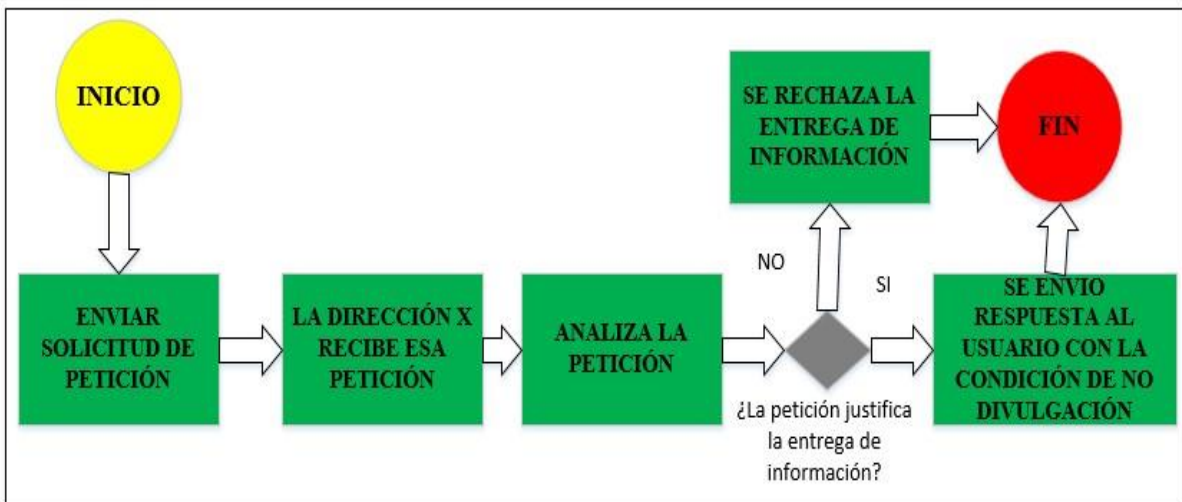 INICIO
ENVIAR
SOLICITUD DE
PETICIÓN
LA DIRECCIÓN X
RECIBE ESA
PETICIÓN
ANALIZA LA
PETICIÓN
¿La petición justifica
la entrega de
información?
NO
SE RECHAZA LA
ENTREGA DE
INFORMACIÓN
SI
SE ENVIO
RESPUESTA AL
USUARIO CON LA
CONDICIÓN DE NO
DIVULGACIÓN
FIN